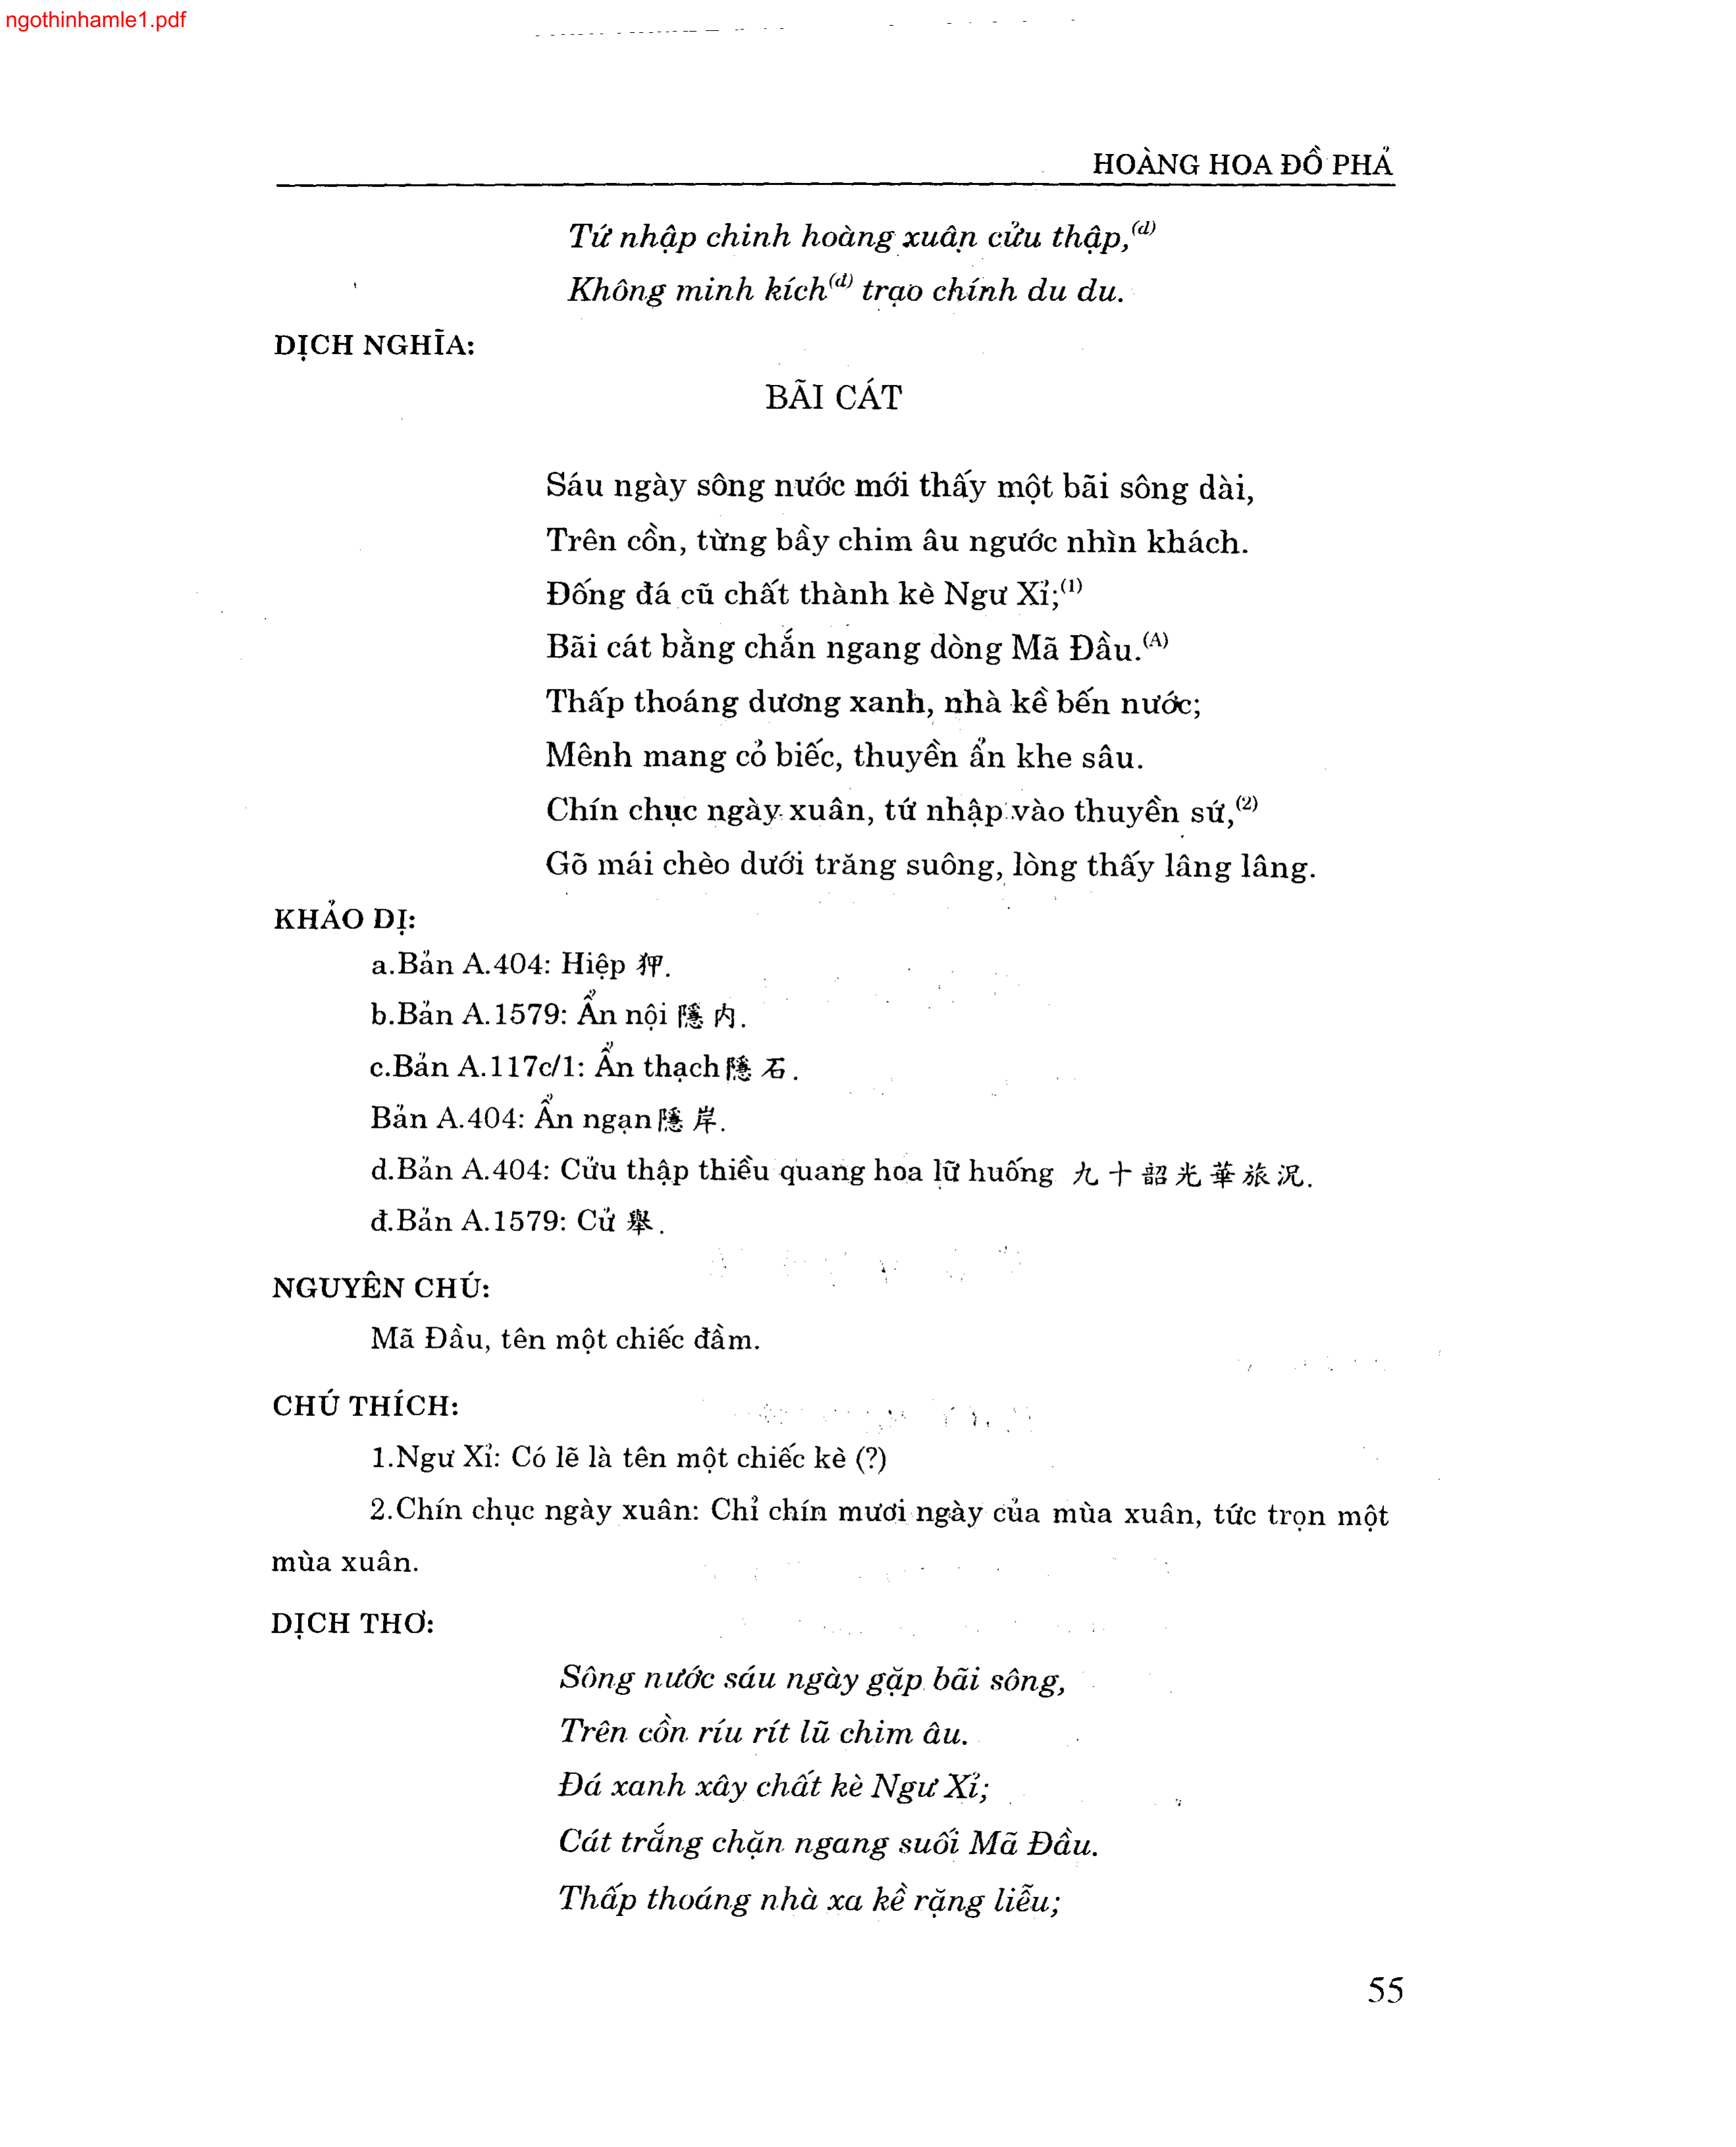 ngothinhamle1.pdf
HOÀNG HOA ĐỒ PHẢ
Tứ nhập chinh hoàng xuân cửu thập,(d)
Không minh kích(đ) trạo chính du du.
DỊCH NGHĨA:
BÃI CÁT
Sáu ngày sông nước mới thấy một bãi sông dài,
Trên cồn, từng bầy chim âu ngước nhìn khách.
Đống đá cũ chất thành kè Ngư Xỉ;(1)
Bãi cát bằng chắn ngang dòng Mã Đầu.(A)
Thấp thoáng dương xanh, nhà kề bến nước;
Mênh mang cỏ biếc, thuyền ẩn khe sâu.
Chín chục ngày xuân, tứ nhập vào thuyền sứ,(2)
Gõ mái chèo dưới trăng suông, lòng thấy lâng lâng.
KHẢO DỊ:
a.Bản A.404: Hiệp 狎.
b.Bản A.1579: Ẩn nội 隱 内.
c.Bản A.117c/1: Ẩn thạch 隱 石.
Bản A.404: Ẩn ngạn 隱 岸.
d.Bản A.404: Cửu thập thiều quang hoa lữ huống 九 十 韶 光 華 旅 況.
đ.Bản A.1579: Cử 舉.
NGUYÊN CHÚ:
Mã Đầu, tên một chiếc đầm.
CHÚ THÍCH:
1.Ngư Xỉ: Có lẽ là tên một chiếc kè (?)
2.Chín chục ngày xuân: Chỉ chín mươi ngày của mùa xuân, tức trọn một
mùa xuân.
DỊCH THƠ:
Sông nước sáu ngày gặp bãi sông,
Trên cồn ríu rít lũ chim âu.
Đá xanh xây chất kè Ngư Xỉ;
Cát trắng chặn ngang suối Mã Đầu.
Thấp thoáng nhà xa kề rặng liễu;
55